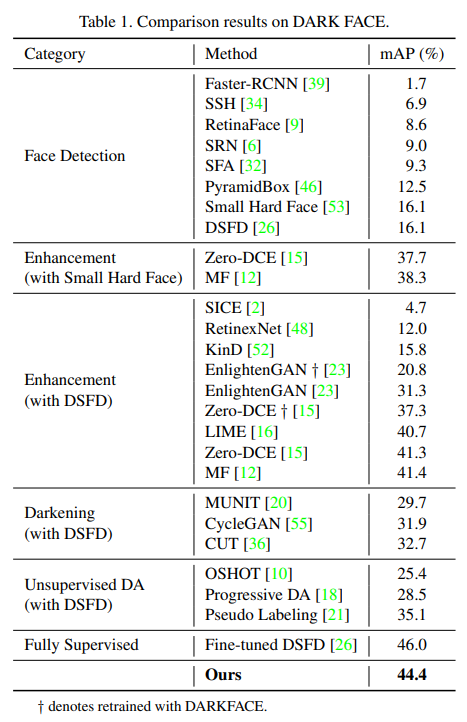 Table 1. Comparison results on DARK FACE.
Category Method mAP (%)
Face Detection
Faster-RCNN [39] 1.7
SSH [34] 6.9
RetinaFace [9] 8.6
SRN [6] 9.0
SFA [32] 9.3
PyramidBox [46] 12.5
Small Hard Face [53] 16.1
DSFD [26] 16.1
Enhancement
(with Small Hard Face)
Zero-DCE [15] 37.7
MF [12] 38.3
Enhancement
(with DSFD)
SICE [2] 4.7
RetinexNet [48] 12.0
KinD [52] 15.8
EnlightenGAN † [23] 20.8
EnlightenGAN [23] 31.3
Zero-DCE † [15] 37.3
LIME [16] 40.7
Zero-DCE [15] 41.3
MF [12] 41.4
Darkening
(with DSFD)
MUNIT [20] 29.7
CycleGAN [55] 31.9
CUT [36] 32.7
Unsupervised DA
(with DSFD)
OSHOT [10] 25.4
Progressive DA [18] 28.5
Pseudo Labeling [21] 35.1
Fully Supervised Fine-tuned DSFD [26] 46.0
Ours 44.4
† denotes retrained with DARKFACE.